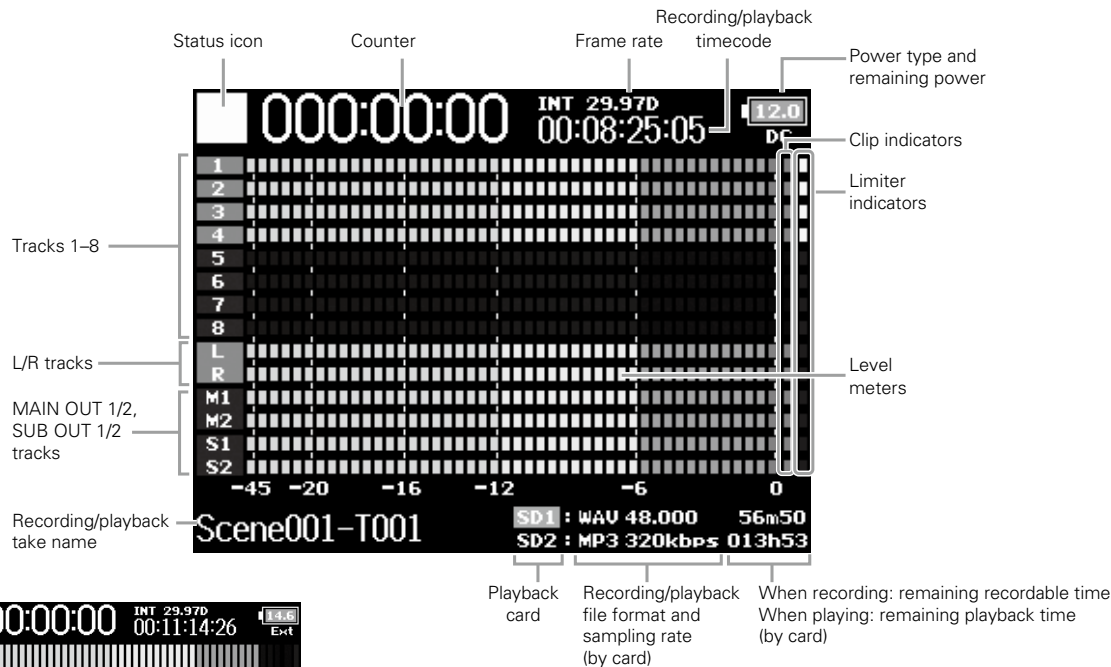 Recording/playback
timecode
Status icon
Counter
Frame rate
Power type and
remaining power
000:00:00
INT 29.97D
00:08:25:05
12.0
DC
Clip indicators
Limiter
indicators
Tracks 1–8
1
2
3
4
5
6
7
8
L/R tracks
L
R
Level
meters
MAIN OUT 1/2,
SUB OUT 1/2
tracks
M1
M2
S1
S2
-45 -20 -16 -12 -6 0
Recording/playback
take name
Scene001-T001
SD1 : WAV 48.000 56m50
SD2 : MP3 320kbps 013h53
Playback
card
Recording/playback
file format and
sampling rate
(by card)
When recording: remaining recordable time
When playing: remaining playback time
(by card)
00:00:00
INT 29.97D
00:11:14:26
14.6
Ext